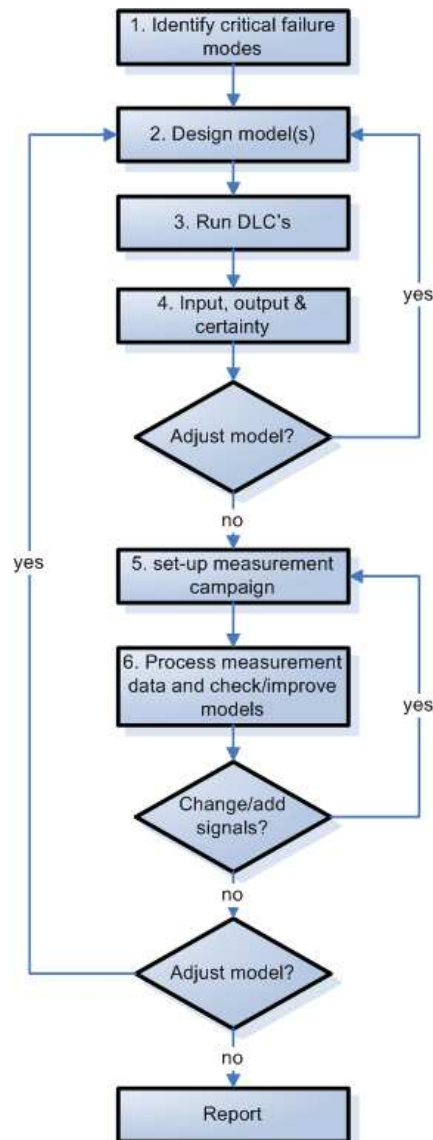 1. Identify critical failure
modes
2. Design model(s)
3. Run DLC's
yes
4. Input, output &
certainty
Adjust model?
no
yes
5. set-up measurement
campaign
6. Process measurement
data and check/improve
models
yes
Change/add
signals?
no
Adjust model?
no
Report